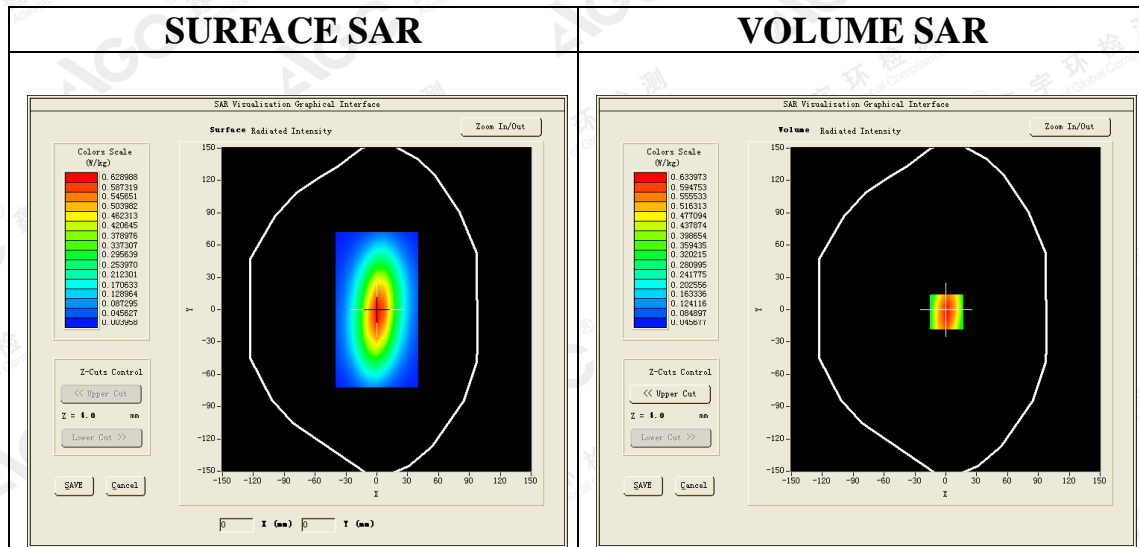 SURFACE SAR
SAR Visualisation Graphical Interface
Surface Radiated Intensity
Zoom In/Out
Colors Scale
(W/kg)
0.628988
0.587319
0.545651
0.503982
0.462313
0.420645
0.378976
0.337307
0.295639
0.253970
0.212301
0.170633
0.128964
0.087295
0.045627
0.003958
150
120
90
60
30
0
-30
-60
-90
-120
-150
Y
-150 -120 -90 -60 -30 0 30 60 90 120 150
X
Z-Cuts Control
<< Upper Cut
Z = 4.0 mm
Lower Cut >>
SAVE Cancel
0 X (mm) 0 Y (mm)
VOLUME SAR
SAR Visualisation Graphical Interface
Volume Radiated Intensity
Zoom In/Out
Colors Scale
(W/kg)
0.633973
0.594753
0.555533
0.516313
0.477094
0.437874
0.398654
0.359435
0.320215
0.280995
0.241775
0.202556
0.163336
0.124116
0.084897
0.045677
150
120
90
60
30
0
-30
-60
-90
-120
-150
Y
-150 -120 -90 -60 -30 0 30 60 90 120 150
X
Z-Cuts Control
<< Upper Cut
Z = 4.0 mm
Lower Cut >>
SAVE Cancel